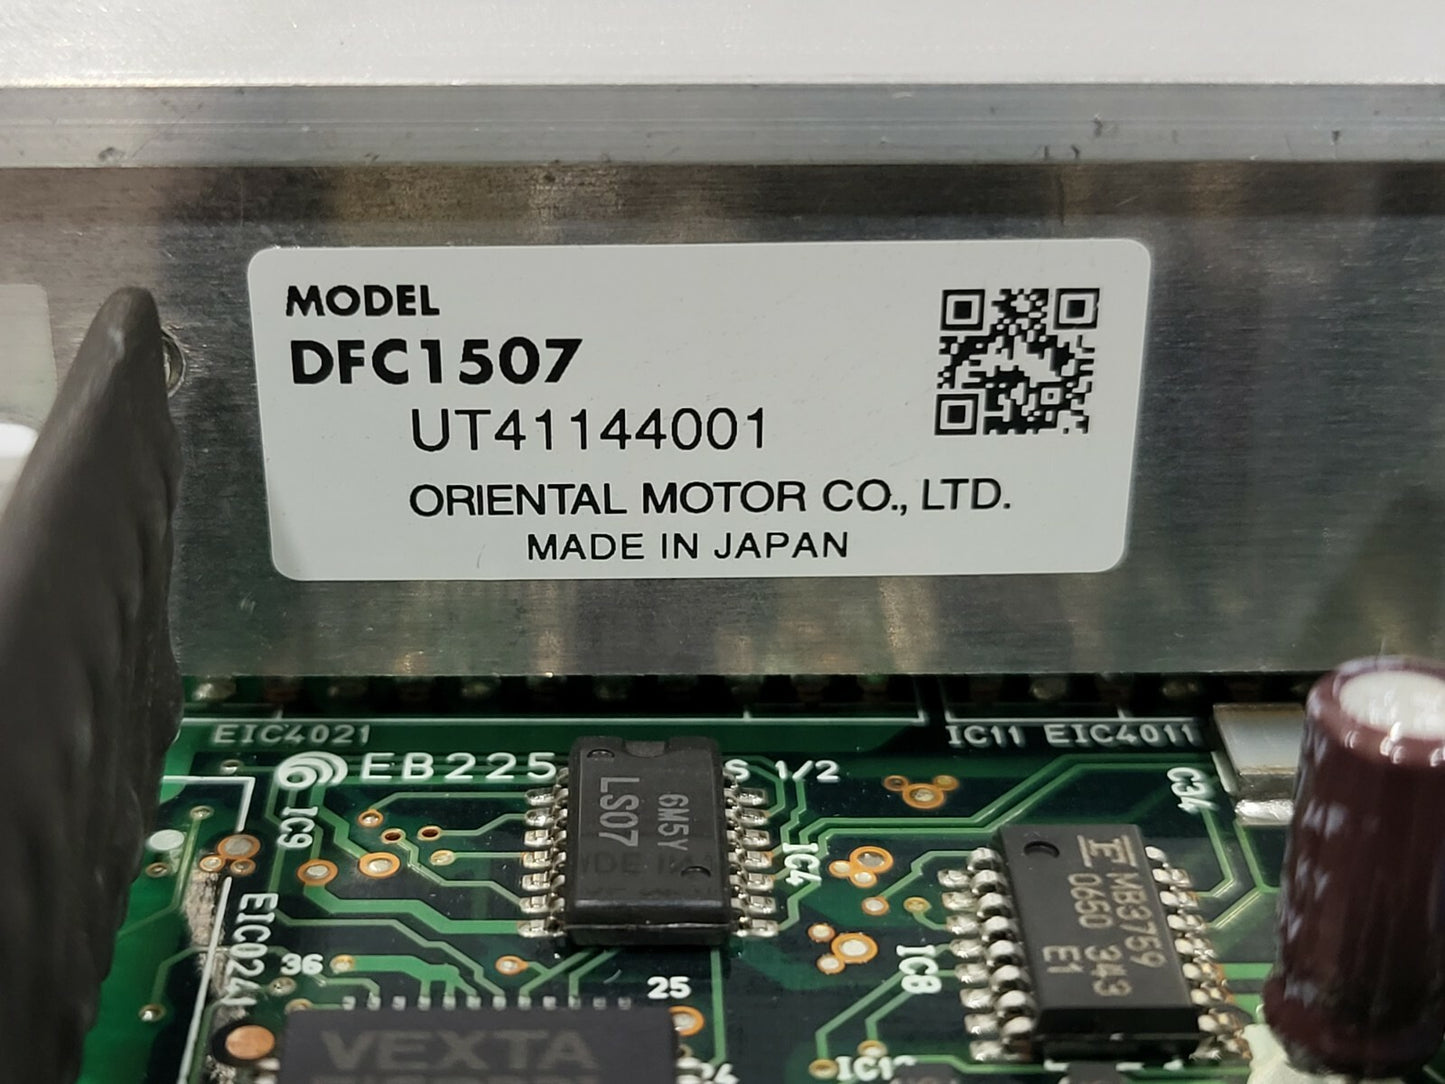 MODEL
DFC1507
UT41144001
ORIENTAL MOTOR CO., LTD.
MADE IN JAPAN
EIC4021
IC11 EIC4011
EB225
S 1/2
C34
IC9
LS07
6M5Y
IC4
MB3759
0650 343
E1
IC8
EIC0241
36
25
VEXTA